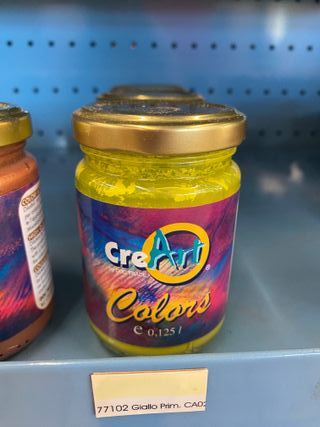 CreArt
®
Colors
e 0,125 l
77102 Giallo Prim. CA02